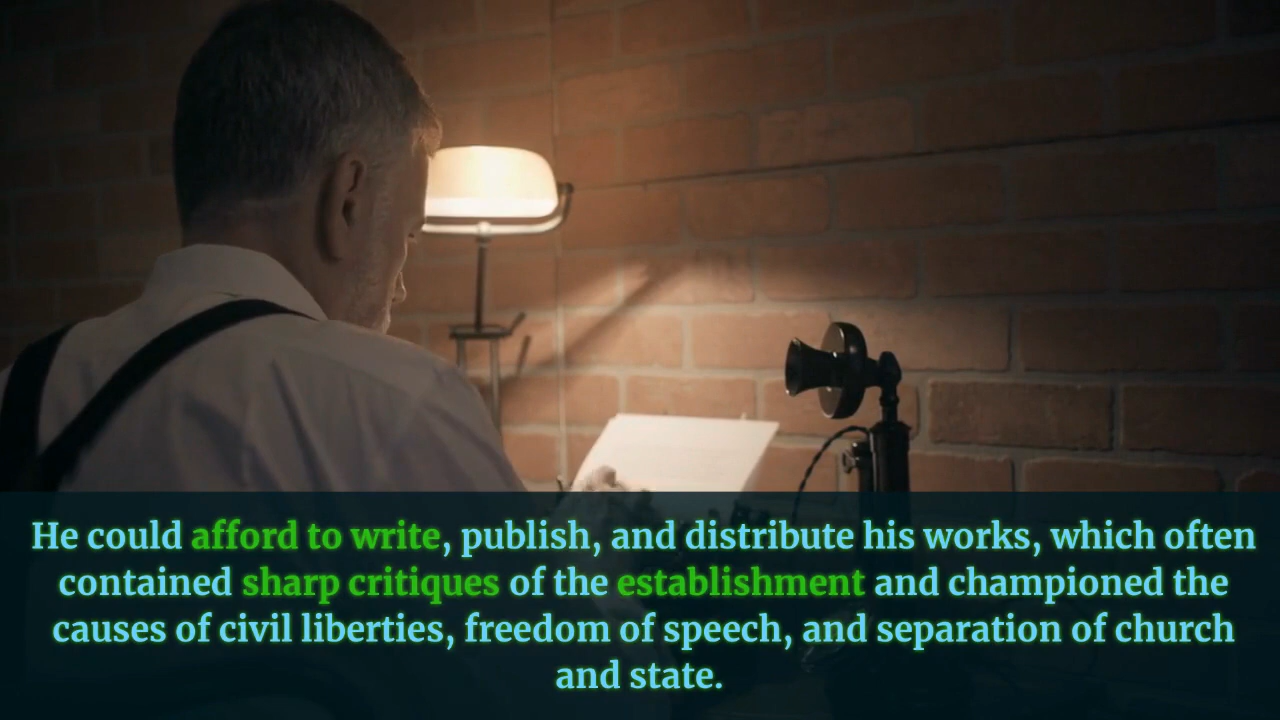 He could afford to write, publish, and distribute his works, which often
contained sharp critiques of the establishment and championed the
causes of civil liberties, freedom of speech, and separation of church
and state.